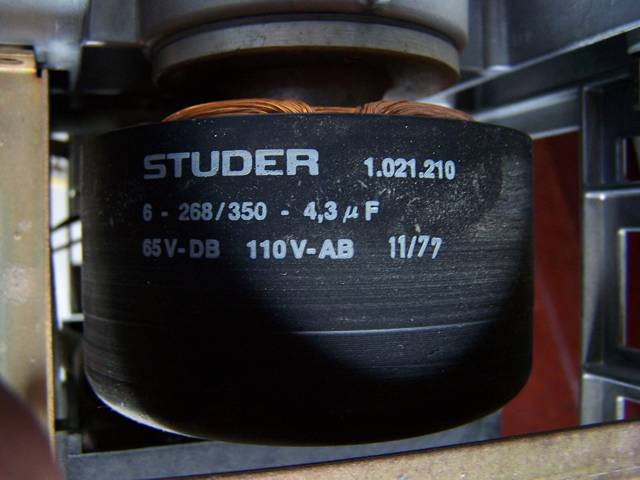 STUDER 1.021.210
6 - 268/350 - 4,3 µF
65V-DB 110V-AB 11/77